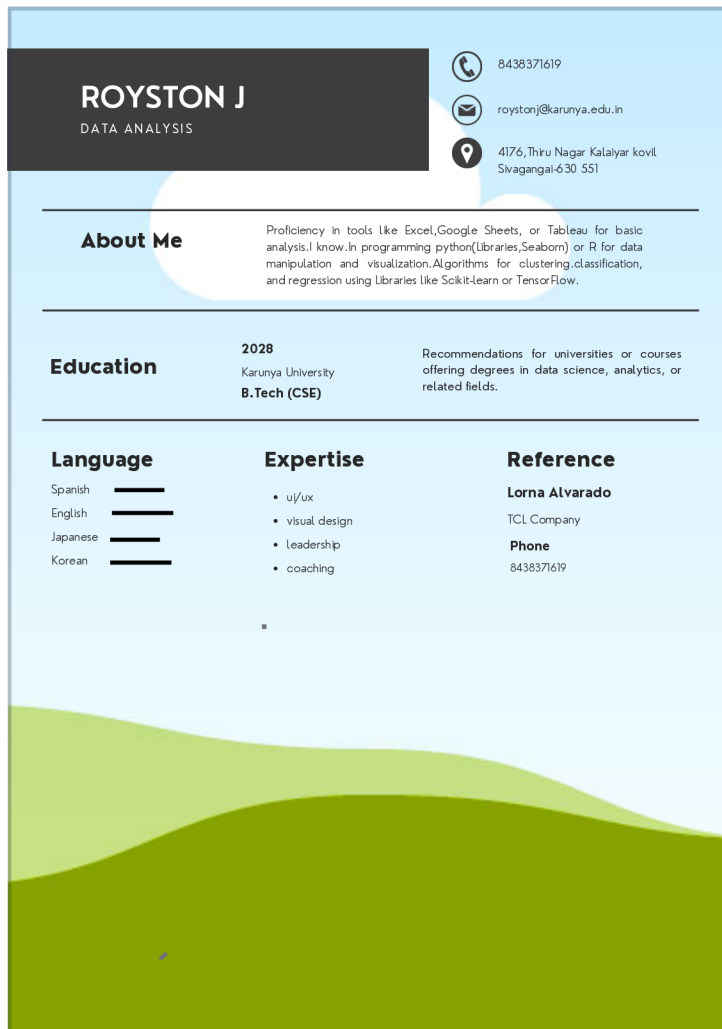 ROYSTON J
DATA ANALYSIS
8438371619
roystonj@karunya.edu.in
4176,Thiru Nagar Kalaiyar kovil
Sivagangai-630 551
About Me
Proficiency in tools like Excel,Google Sheets, or Tableau for basic
analysis.I know.In programming python(Libraries,Seaborn) or R for data
manipulation and visualization.Algorithms for clustering.classification,
and regression using Libraries like Scikit-learn or TensorFlow.
Education
2028
Karunya University
B.Tech (CSE)
Recommendations for universities or courses
offering degrees in data science, analytics, or
related fields.
Language
Spanish
English
Japanese
Korean
Expertise
• ui/ux
• visual design
• leadership
• coaching
Reference
Lorna Alvarado
TCL Company
Phone
8438371619